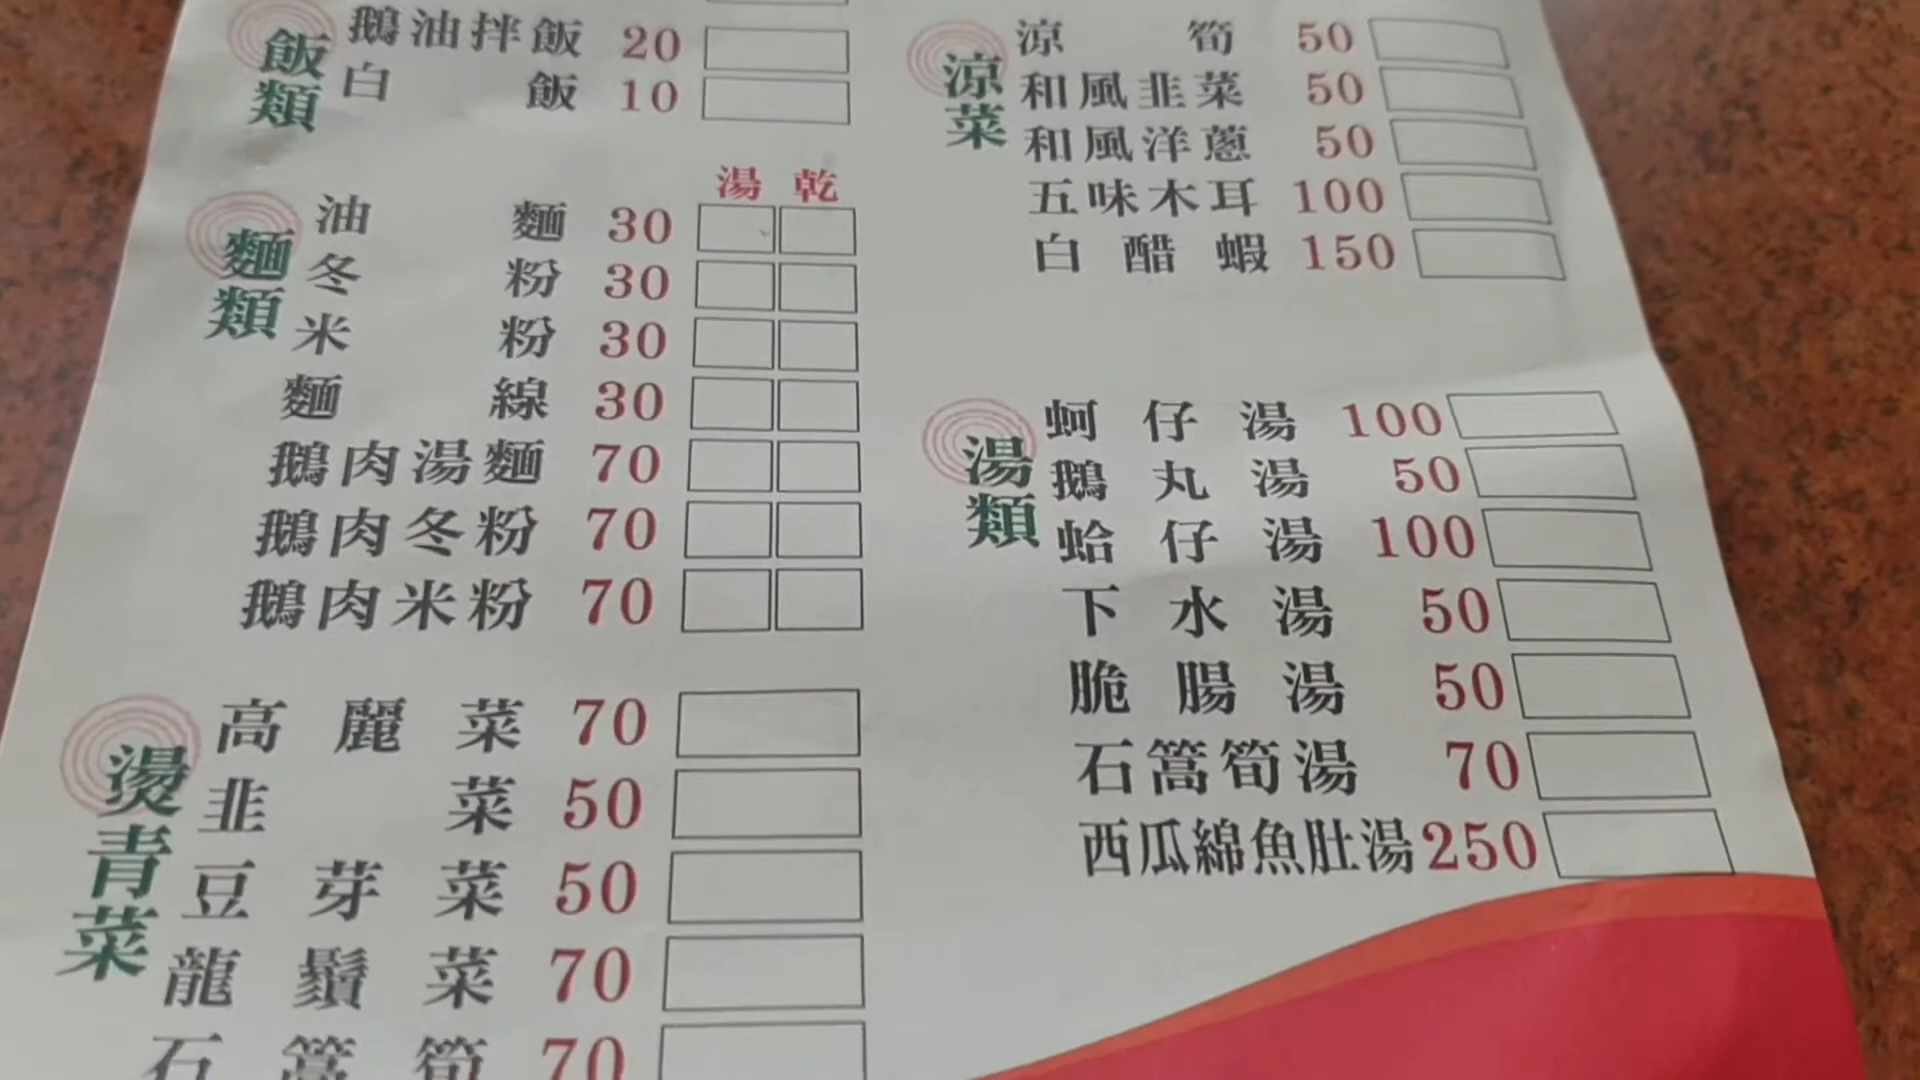 飯類
鵝油拌飯 20
白飯 10
湯 乾
麵類
油麵 30
冬粉 30
米粉 30
麵線 30
鵝肉湯麵 70
鵝肉冬粉 70
鵝肉米粉 70
燙青菜
高麗菜 70
韭菜 50
豆芽菜 50
龍鬚菜 70
石篙筍 70
涼菜
涼筍 50
和風韭菜 50
和風洋蔥 50
五味木耳 100
白醋蝦 150
湯類
蚵仔湯 100
鵝丸湯 50
蛤仔湯 100
下水湯 50
脆腸湯 50
石篙筍湯 70
西瓜綿魚肚湯 250